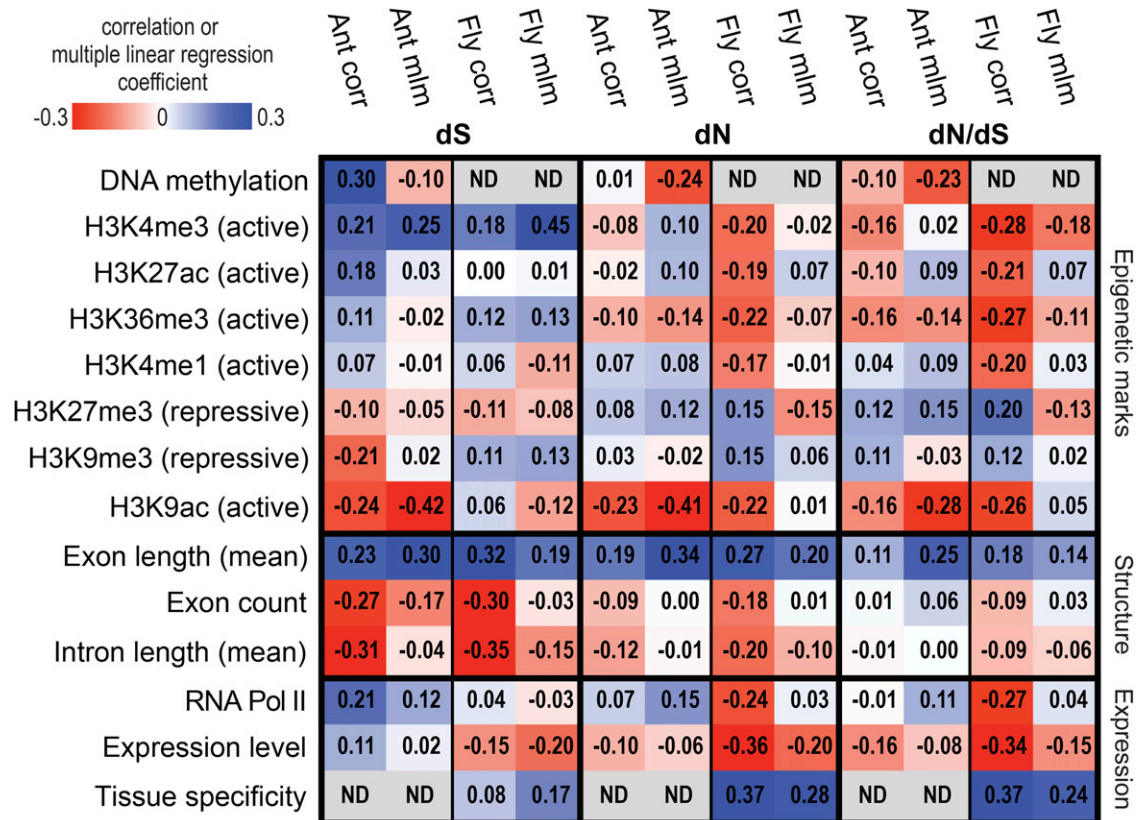 correlation or
multiple linear regression
coefficient
-0.3 0 0.3
Ant corr Ant mlm Fly corr Fly mlm Ant corr Ant mlm Fly corr Fly mlm Ant corr Ant mlm Fly corr Fly mlm
dS dN dN/dS
DNA methylation 0.30 -0.10 ND ND 0.01 -0.24 ND ND -0.10 -0.23 ND ND
H3K4me3 (active) 0.21 0.25 0.18 0.45 -0.08 0.10 -0.20 -0.02 -0.16 0.02 -0.28 -0.18
H3K27ac (active) 0.18 0.03 0.00 0.01 -0.02 0.10 -0.19 0.07 -0.10 0.09 -0.21 0.07
H3K36me3 (active) 0.11 -0.02 0.12 0.13 -0.10 -0.14 -0.22 -0.07 -0.16 -0.14 -0.27 -0.11
H3K4me1 (active) 0.07 -0.01 0.06 -0.11 0.07 0.08 -0.17 -0.01 0.04 0.09 -0.20 0.03
H3K27me3 (repressive) -0.10 -0.05 -0.11 -0.08 0.08 0.12 0.15 -0.15 0.12 0.15 0.20 -0.13
H3K9me3 (repressive) -0.21 0.02 0.11 0.13 0.03 -0.02 0.15 0.06 0.11 -0.03 0.12 0.02
H3K9ac (active) -0.24 -0.42 0.06 -0.12 -0.23 -0.41 -0.22 0.01 -0.16 -0.28 -0.26 0.05
Epigenetic marks
Exon length (mean) 0.23 0.30 0.32 0.19 0.19 0.34 0.27 0.20 0.11 0.25 0.18 0.14
Exon count -0.27 -0.17 -0.30 -0.03 -0.09 0.00 -0.18 0.01 0.01 0.06 -0.09 0.03
Intron length (mean) -0.31 -0.04 -0.35 -0.15 -0.12 -0.01 -0.20 -0.10 -0.01 0.00 -0.09 -0.06
Structure
RNA Pol II 0.21 0.12 0.04 -0.03 0.07 0.15 -0.24 0.03 -0.01 0.11 -0.27 0.04
Expression level 0.11 0.02 -0.15 -0.20 -0.10 -0.06 -0.36 -0.20 -0.16 -0.08 -0.34 -0.15
Tissue specificity ND ND 0.08 0.17 ND ND 0.37 0.28 ND ND 0.37 0.24
Expression